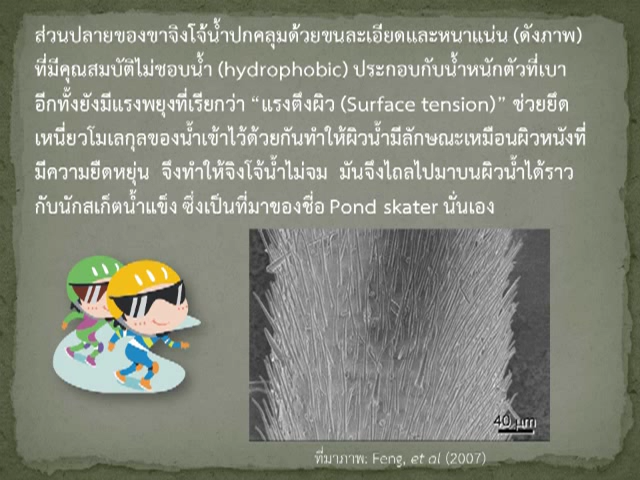 ส่วนปลายของขาจิงโจ้น้ำปกคลุมด้วยขนละเอียดและหนาแน่น (ดังภาพ)
ที่มีคุณสมบัติไม่ชอบน้ำ (hydrophobic) ประกอบกับน้ำหนักตัวที่เบา
อีกทั้งยังมีแรงพยุงที่เรียกว่า “แรงตึงผิว (Surface tension)” ช่วยยึด
เหนี่ยวโมเลกุลของน้ำเข้าไว้ด้วยกันทำให้ผิวน้ำมีลักษณะเหมือนผิวหนังที่
มีความยืดหยุ่น จึงทำให้จิงโจ้น้ำไม่จม มันจึงไถลไปมาบนผิวน้ำได้ราว
กับนักสเก็ตน้ำแข็ง ซึ่งเป็นที่มาของชื่อ Pond skater นั่นเอง
40 µm
ที่มาภาพ: Feng, et al (2007)